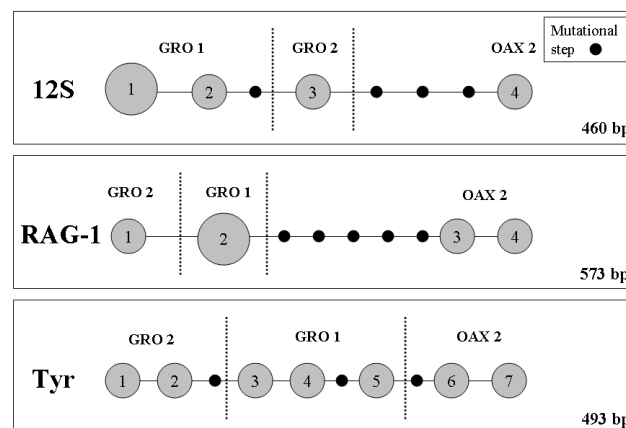 GRO 1 GRO 2 OAX 2
Mutational
step
12S 1 2 3 4
460 bp
GRO 2 GRO 1 OAX 2
RAG-1 1 2 3 4
573 bp
GRO 2 GRO 1 OAX 2
Tyr 1 2 3 4 5 6 7
493 bp